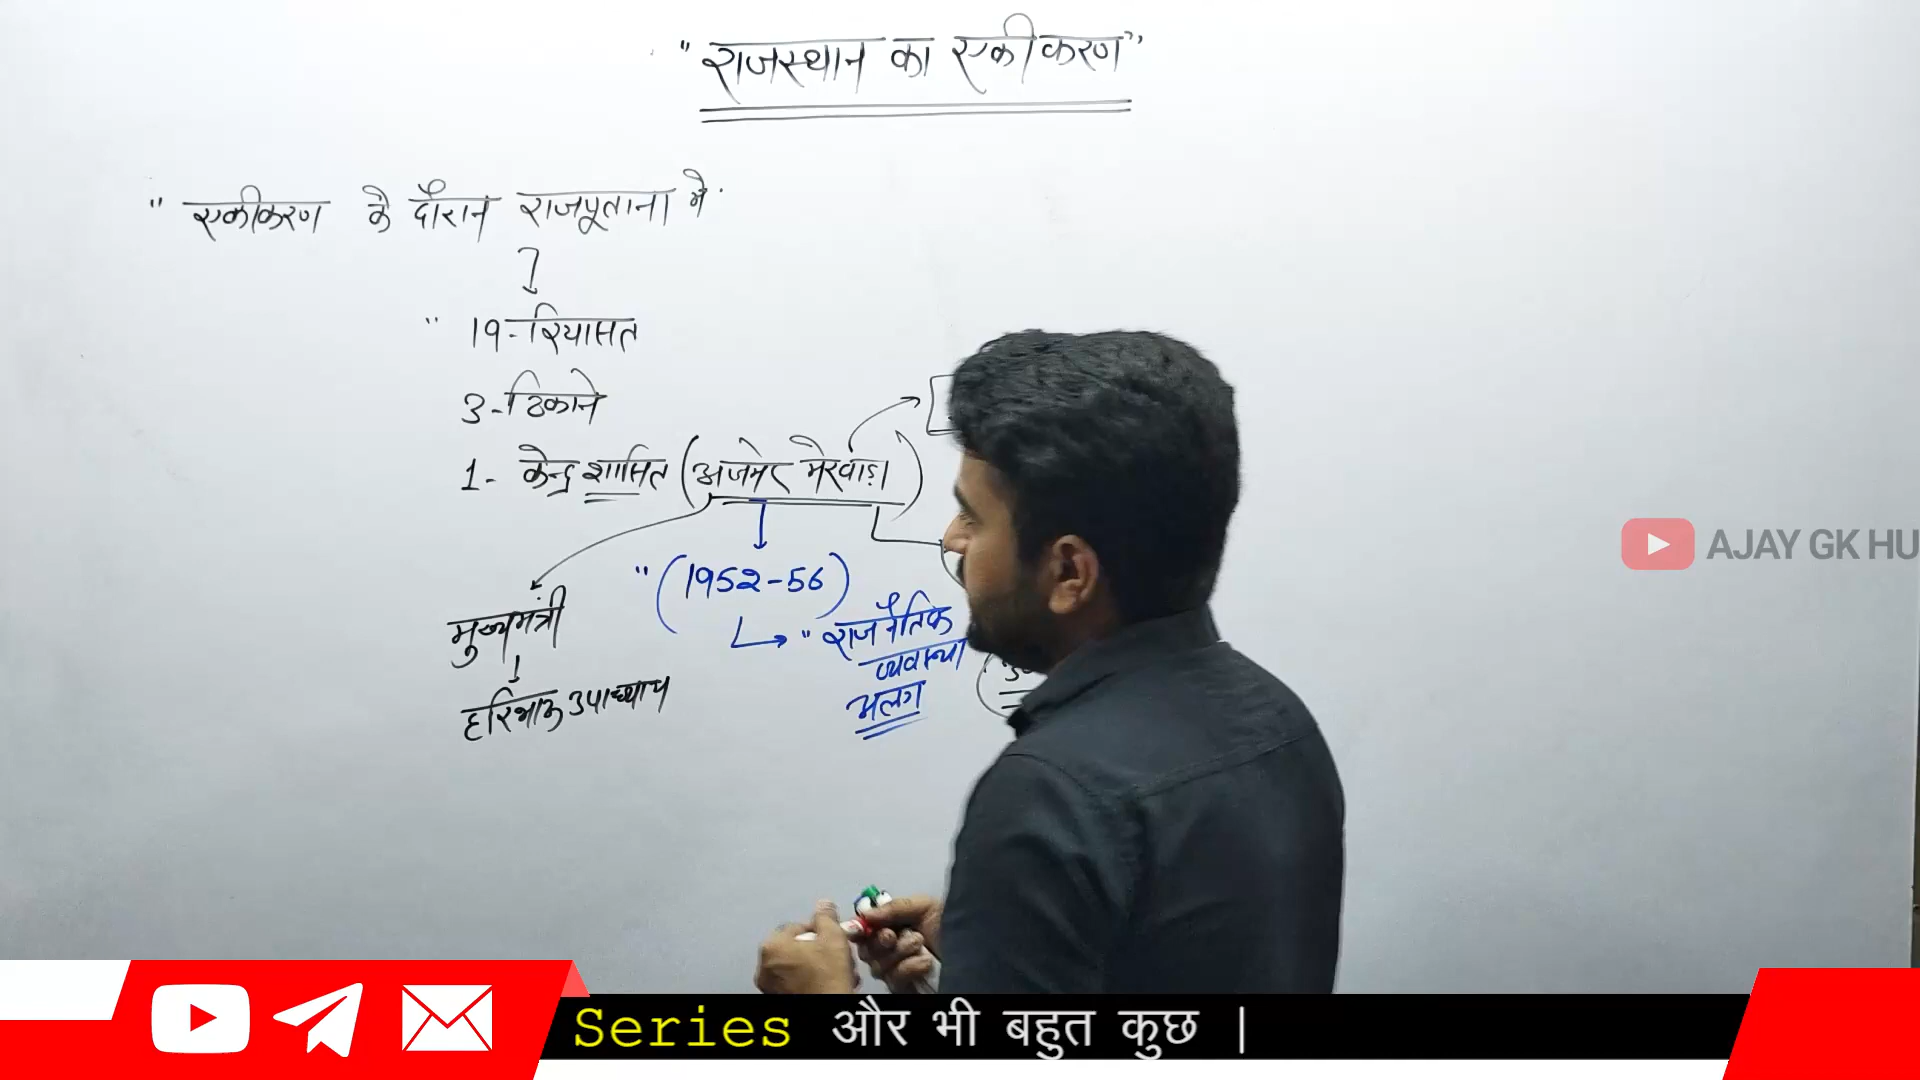 "राजस्थान का एकीकरण"
" एकीकरण के दौरान राजपूताना मे
" 19-रियासत
3-ठिकाने
1- केन्द्र शासित (अजमेर मेरवाड़ा)
" (1952-56)
मुख्यमंत्री
" राजनैतिक
व्यवस्था
अलग
हरिभाऊ उपाध्याय
AJAY GK HU
Series और भी बहुत कुछ |